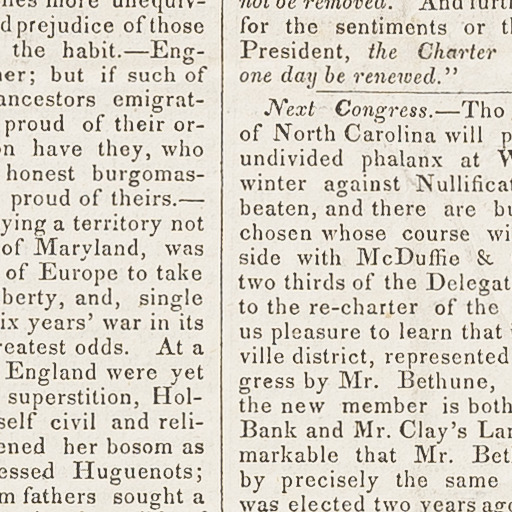 d prejudice of those
the habit.—Eng-
er; but if such of
ancestors emigrat-
proud of their or-
n have they, who
honest burgomas-
proud of theirs.—
ying a territory not
of Maryland, was
of Europe to take
berty, and, single
ix years' war in its
reatest odds. At a
England were yet
superstition, Hol-
self civil and reli-
ened her bosom as
essed Huguenots;
m fathers sought a
not be removed. And furt
for the sentiments or t
President, the Charter
one day be renewed."
Next Congress.—Tho
of North Carolina will p
undivided phalanx at W
winter against Nullificat
beaten, and there are bu
chosen whose course wi
side with McDuffie &
two thirds of the Delegat
to the re-charter of the
us pleasure to learn that
ville district, represented
gress by Mr. Bethune,
the new member is both
Bank and Mr. Clay's Lan
markable that Mr. Bet
by precisely the same
was elected two years ago